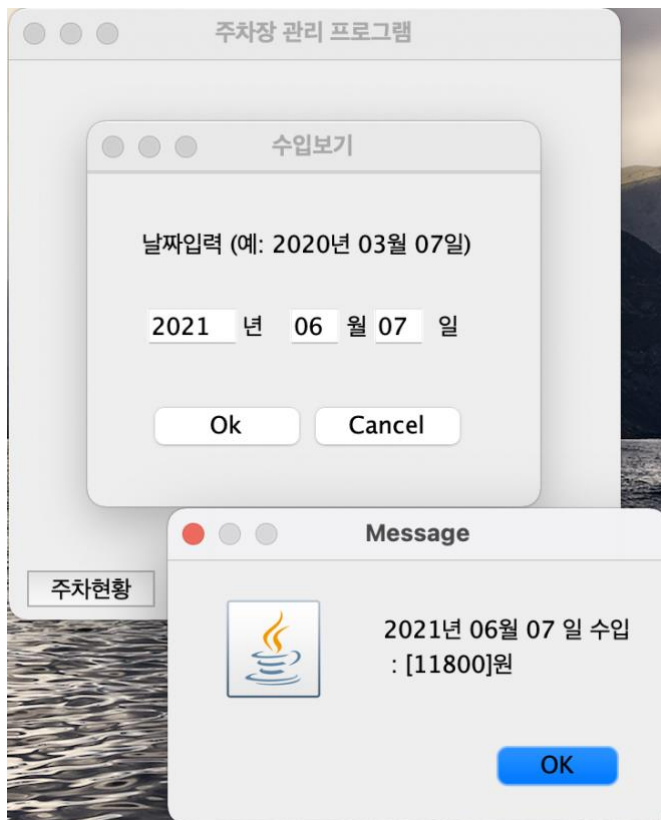 주차장 관리 프로그램
수입보기
날짜입력 (예: 2020년 03월 07일)
2021 년 06 월 07 일
Ok Cancel
주차현황
Message
2021년 06월 07 일 수입
: [11800]원
OK